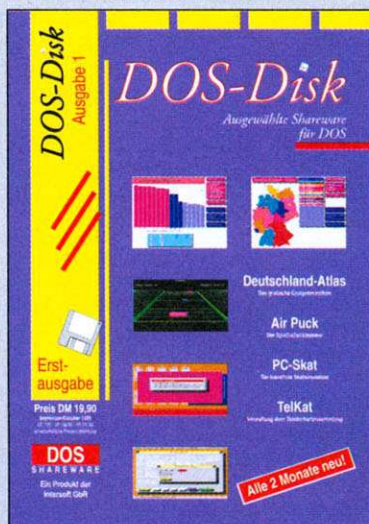 DOS-Disk
Ausgabe 1
Erst-
ausgabe
Preis DM 19,90
DOS
SHAREWARE
Ein Produkt der
Intersoft GbR
DOS-Disk
Ausgewählte Shareware
für DOS
Deutschland-Atlas
Air Puck
PC-Skat
TelKat
Alle 2 Monate neu!